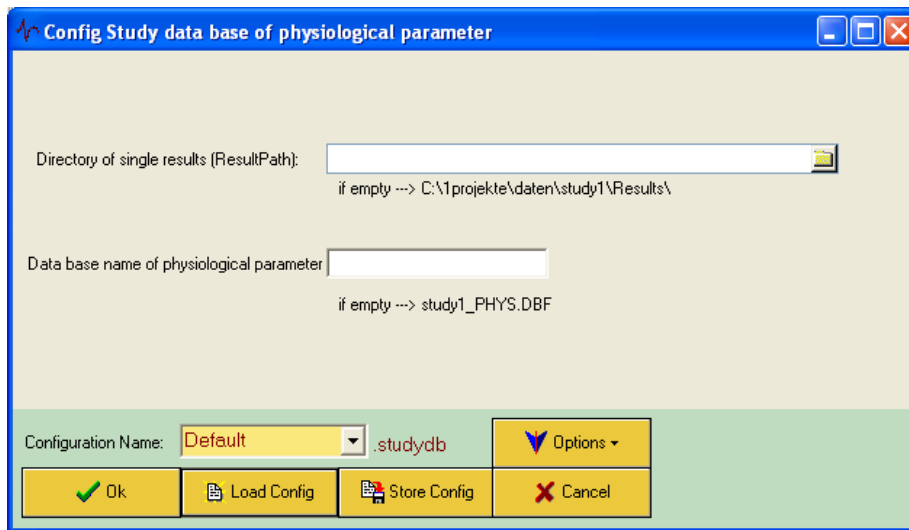 Config Study data base of physiological parameter
Directory of single results (ResultPath):
if empty ---> C:\1projekte\daten\study1\Results\
Data base name of physiological parameter
if empty ---> study1_PHYS.DBF
Configuration Name: Default .studydb Options
Ok Load Config Store Config Cancel